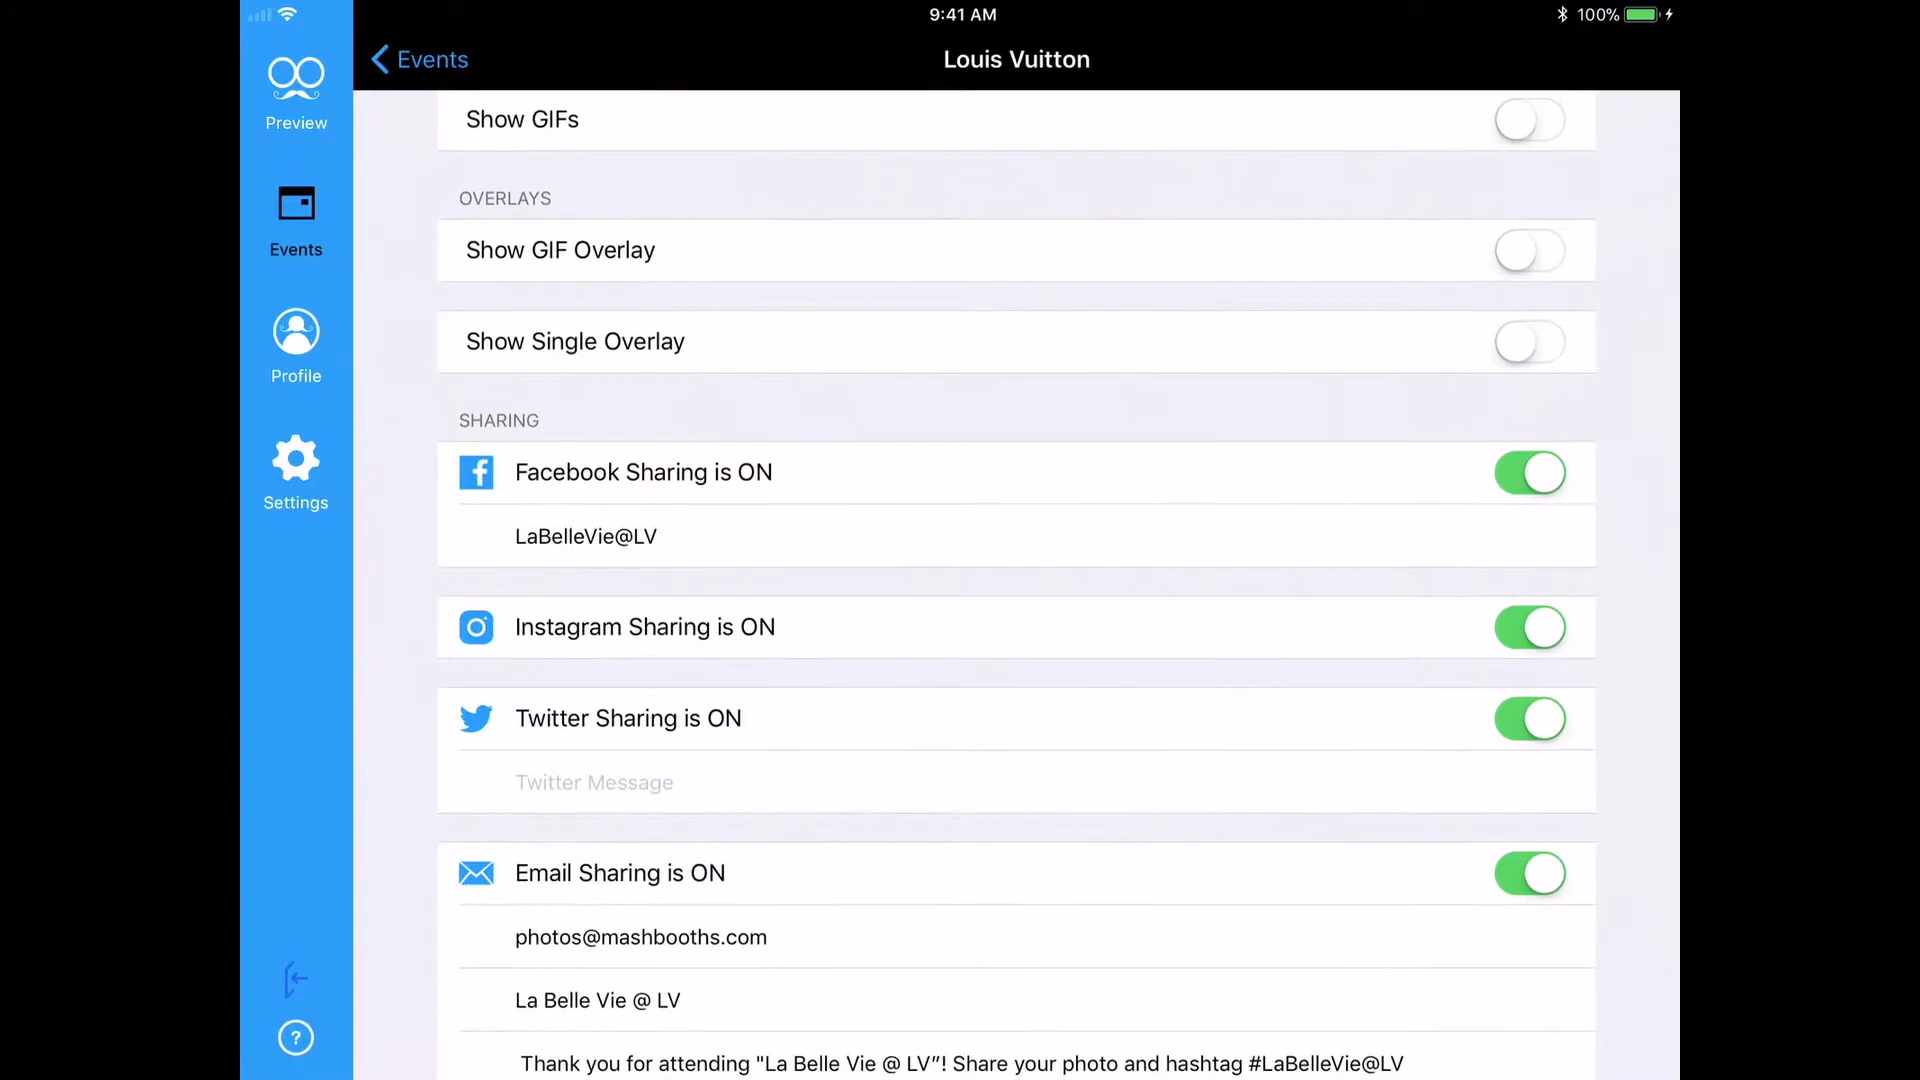 9:41 AM
100%
Events
Louis Vuitton
Preview
Events
Profile
Settings
?
Show GIFs
OVERLAYS
Show GIF Overlay
Show Single Overlay
SHARING
Facebook Sharing is ON
LaBelleVie@LV
Instagram Sharing is ON
Twitter Sharing is ON
Twitter Message
Email Sharing is ON
photos@mashbooths.com
La Belle Vie @ LV
Thank you for attending "La Belle Vie @ LV”! Share your photo and hashtag #LaBelleVie@LV